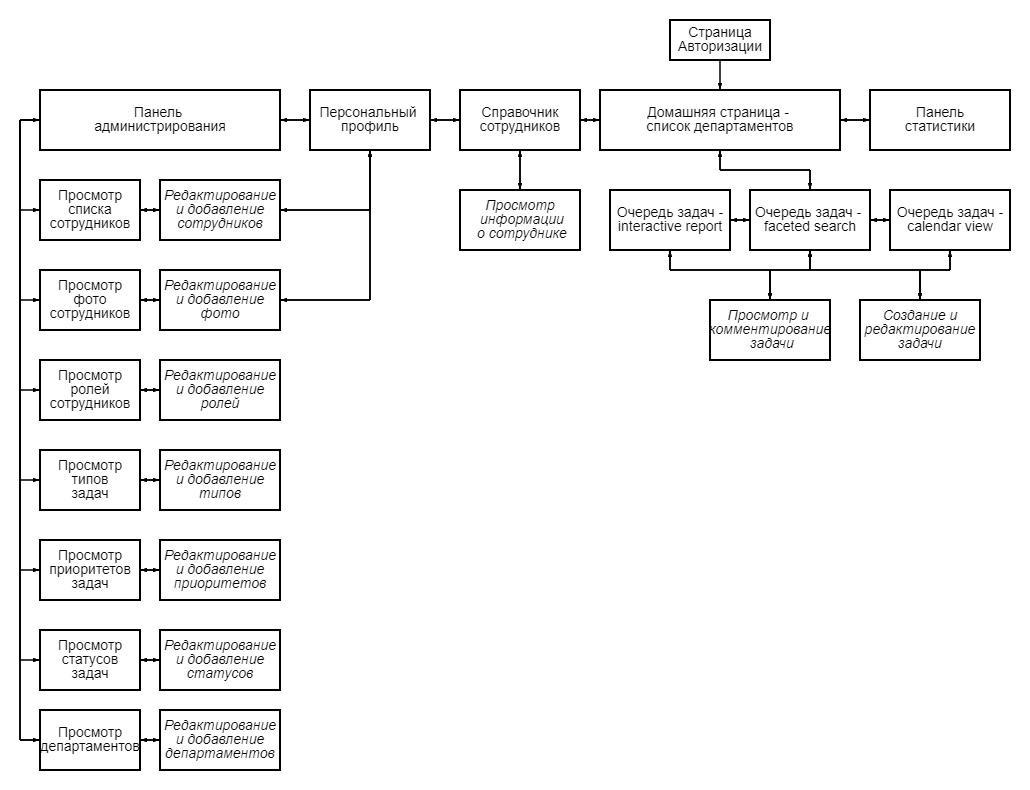 Страница
Авторизации
Панель
администрирования
Персональный
профиль
Справочник
сотрудников
Домашняя страница -
список департаментов
Панель
статистики
Просмотр
списка
сотрудников
Редактирование
и добавление
сотрудников
Просмотр
информации
о сотруднике
Очередь задач -
interactive report
Очередь задач -
faceted search
Очередь задач -
calendar view
Просмотр
фото
сотрудников
Редактирование
и добавление
фото
Просмотр и
комментирование
задачи
Создание и
редактирование
задачи
Просмотр
ролей
сотрудников
Редактирование
и добавление
ролей
Просмотр
типов
задач
Редактирование
и добавление
типов
Просмотр
приоритетов
задач
Редактирование
и добавление
приоритетов
Просмотр
статусов
задач
Редактирование
и добавление
статусов
Просмотр
департаментов
Редактирование
и добавление
департаментов